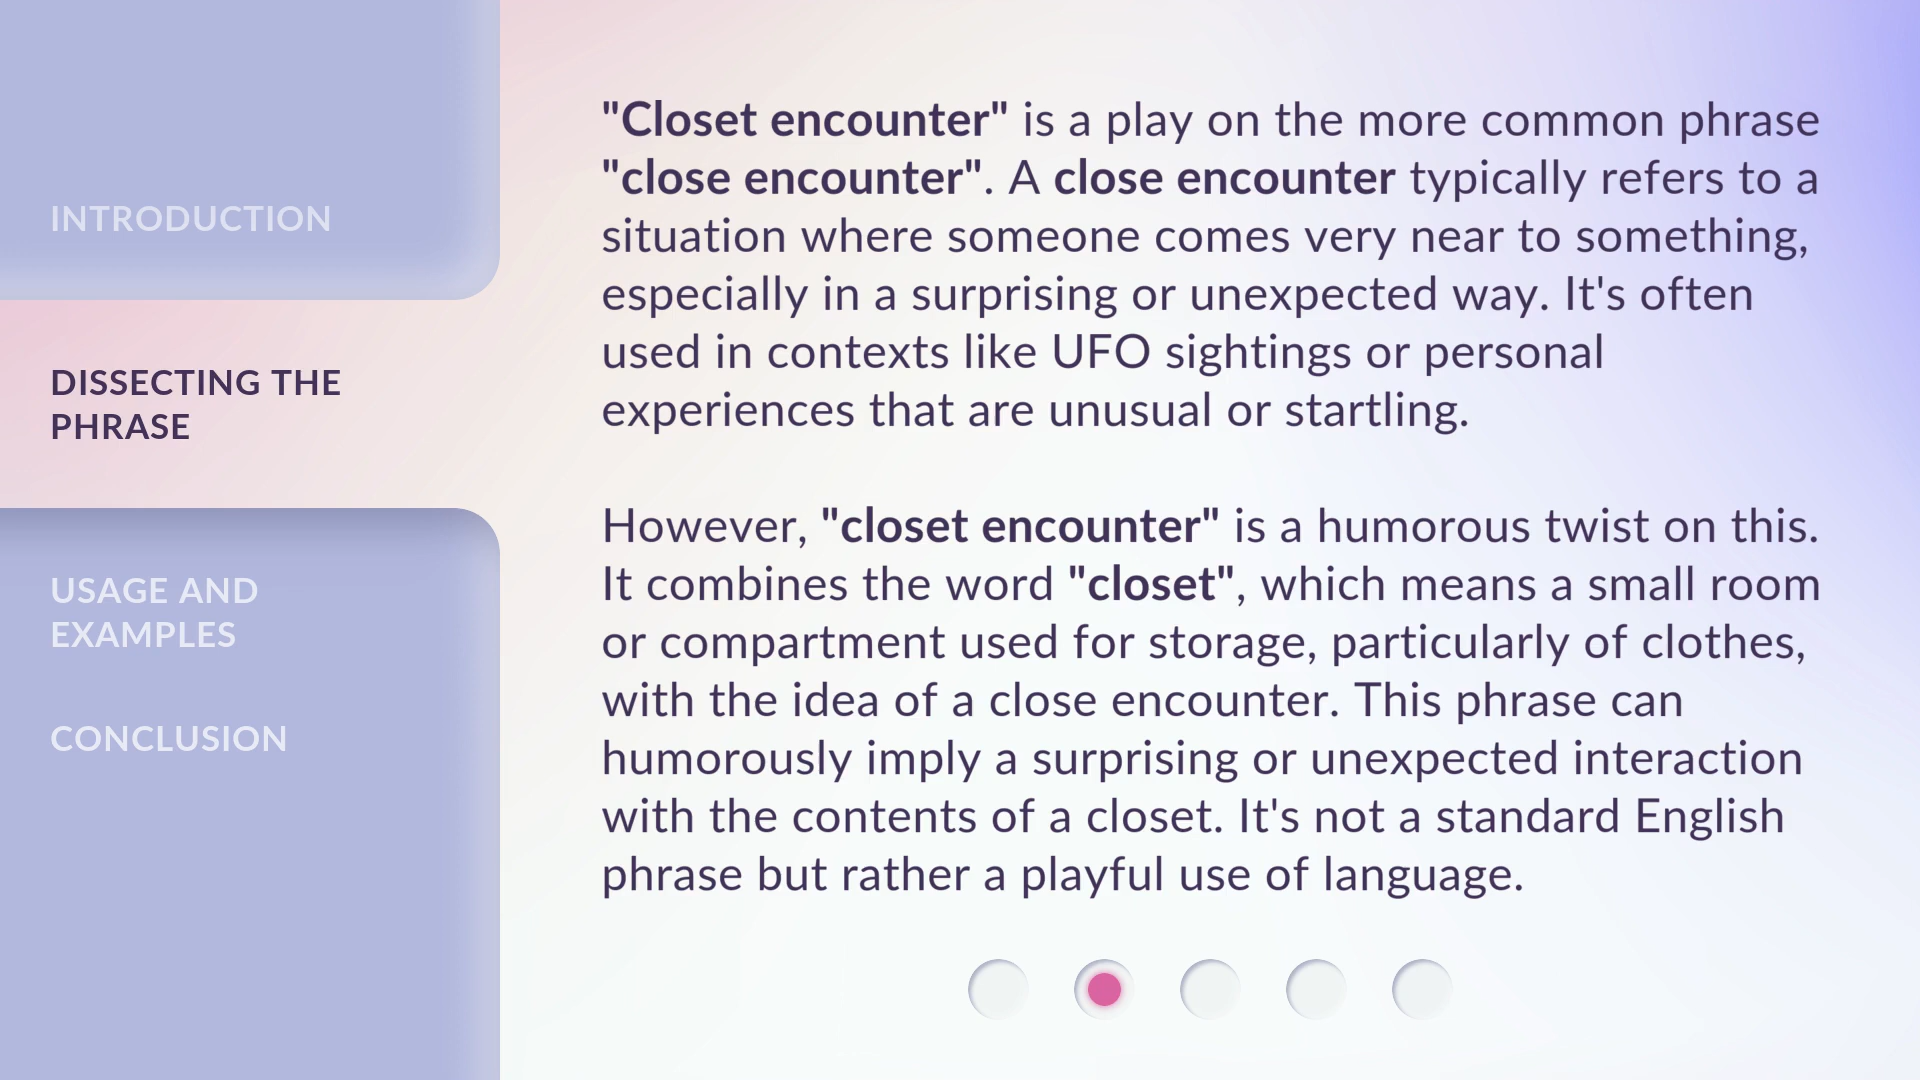 INTRODUCTION
DISSECTING THE
PHRASE
USAGE AND
EXAMPLES
CONCLUSION
"Closet encounter" is a play on the more common phrase
"close encounter". A close encounter typically refers to a
situation where someone comes very near to something,
especially in a surprising or unexpected way. It's often
used in contexts like UFO sightings or personal
experiences that are unusual or startling.
However, "closet encounter" is a humorous twist on this.
It combines the word "closet", which means a small room
or compartment used for storage, particularly of clothes,
with the idea of a close encounter. This phrase can
humorously imply a surprising or unexpected interaction
with the contents of a closet. It's not a standard English
phrase but rather a playful use of language.